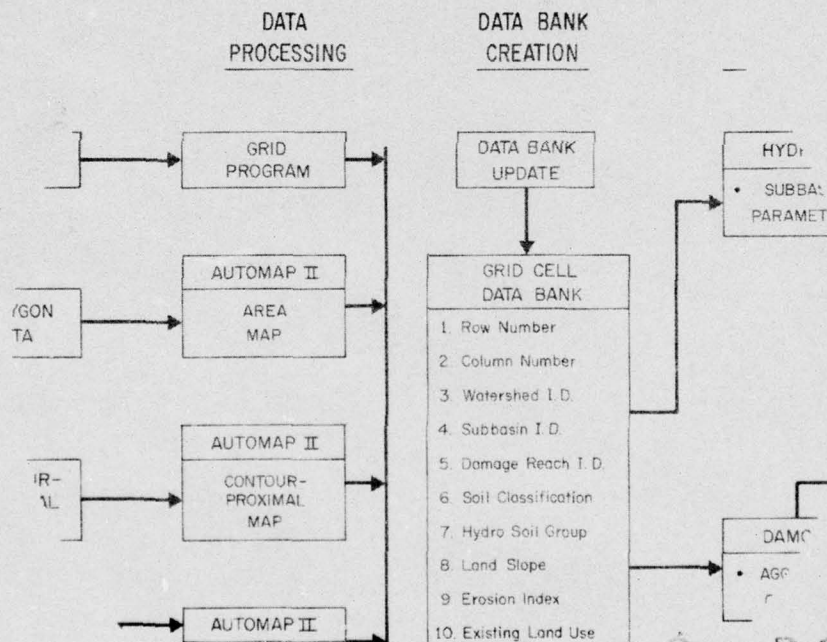 DATA
PROCESSING
DATA BANK
CREATION
GRID
PROGRAM
DATA BANK
UPDATE
AUTOMAP II
AREA
MAP
AUTOMAP II
CONTOUR-
PROXIMAL
MAP
AUTOMAP II
GRID CELL
DATA BANK
1. Row Number
2. Column Number
3. Watershed I.D.
4. Subbasin I.D.
5. Damage Reach I.D.
6. Soil Classification
7. Hydro Soil Group
8. Land Slope
9 Erosion Index
10. Existing Land Use